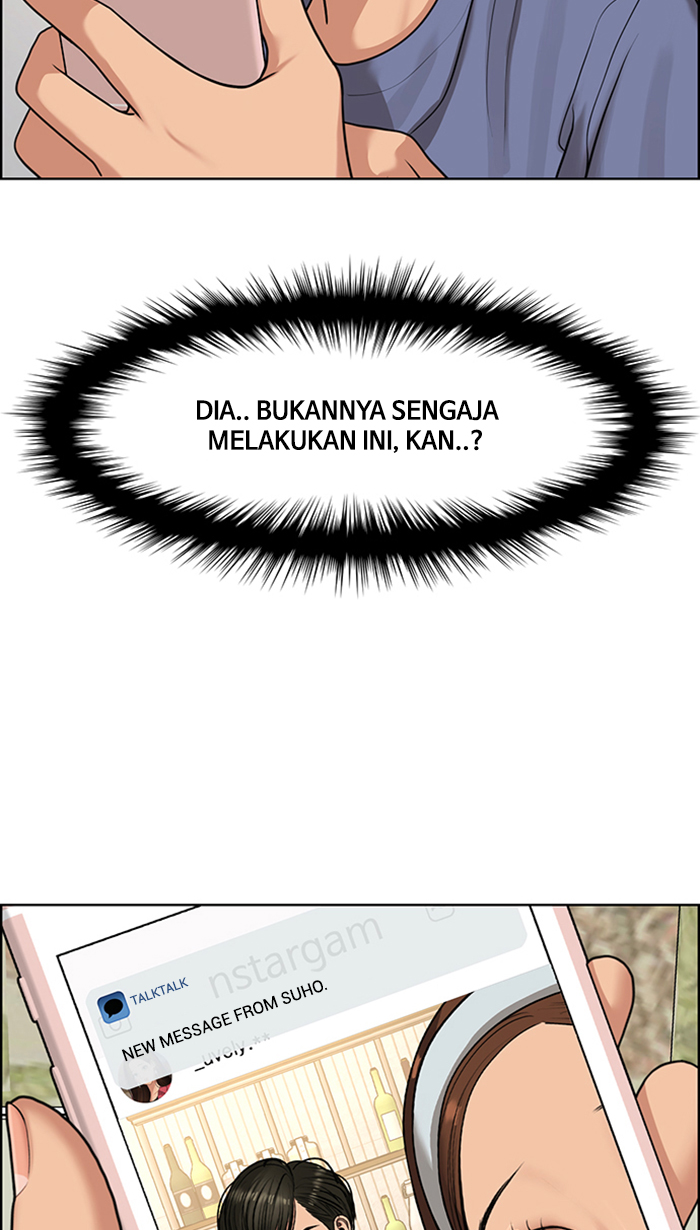 DIA.. BUKANNYA SENGAJA
MELAKUKAN INI, KAN..?
nstargam
TALKTALK
NEW MESSAGE FROM SUHO.